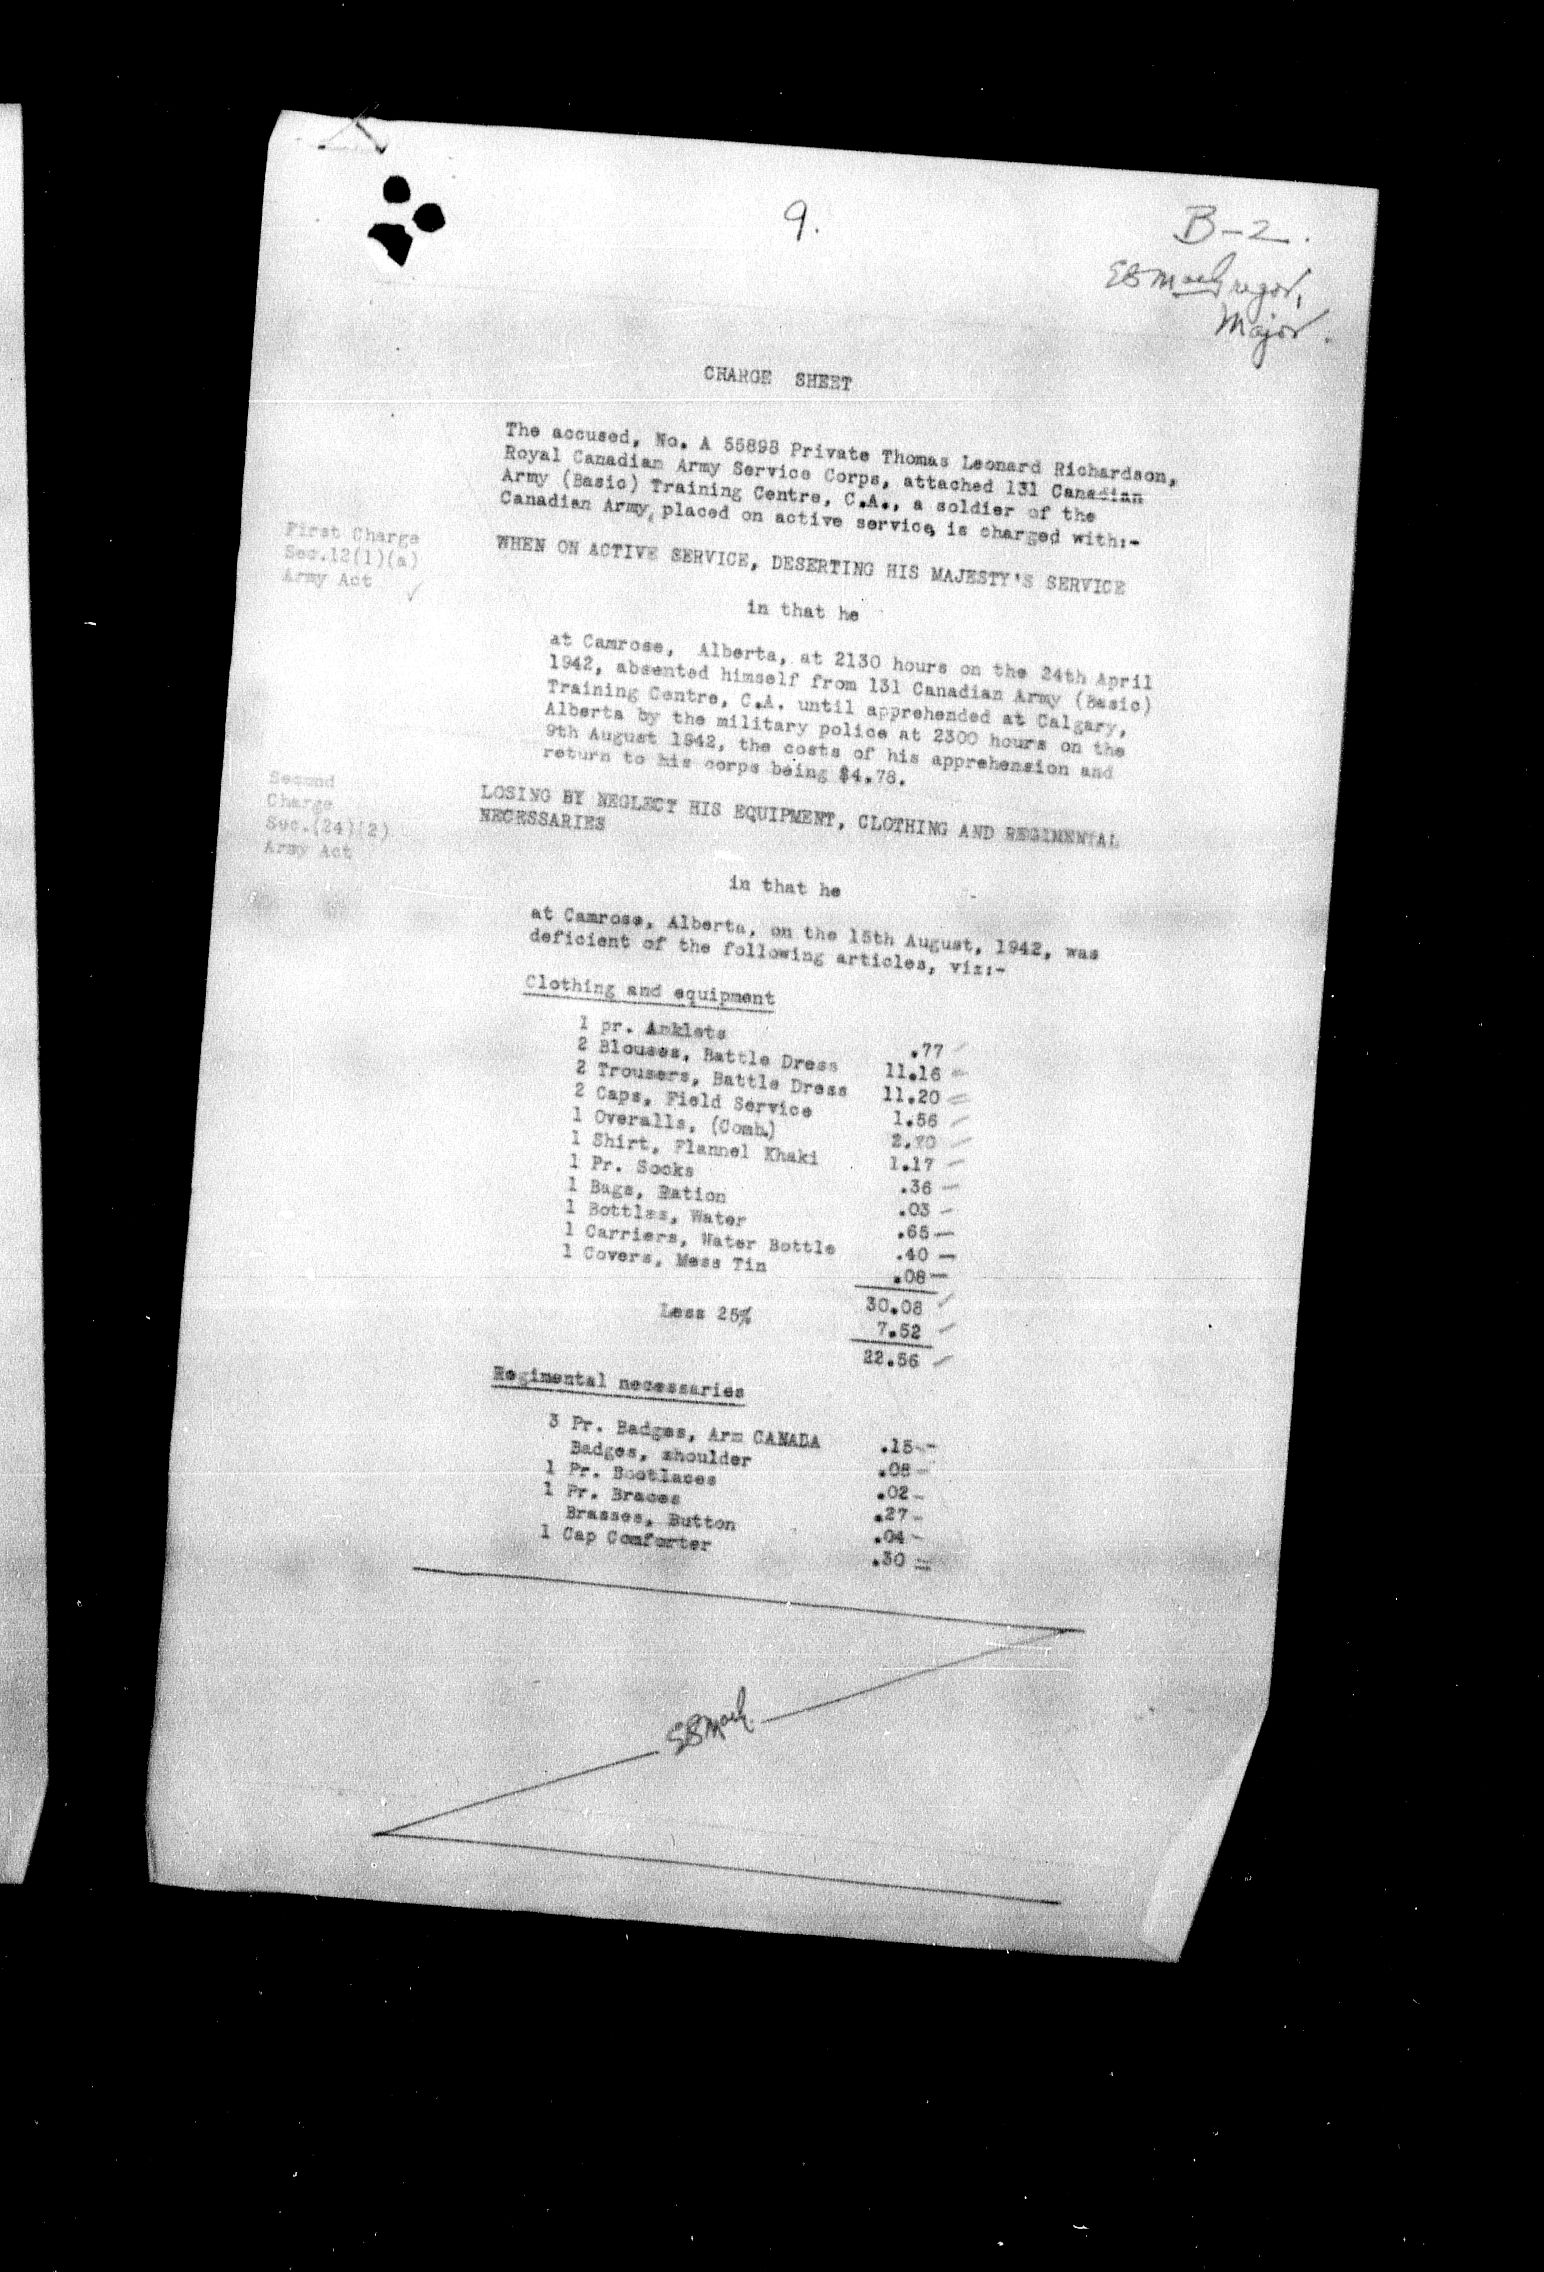 9.
B-2.
EB MacGregor,
Major.
CHARGE SHEET
The accused, No. A 55898 Private Thomas Leonard Richardson,
Royal Canadian Army Service Corps, attached 131 Canadian
Army (Basic) Training Centre, C.A., a soldier of the
Canadian Army, placed on active service, is charged with:-
First Charge
Sec.12(1)(a)
Army Act
WHEN ON ACTIVE SERVICE, DESERTING HIS MAJESTY'S SERVICE
in that he
at Camrose, Alberta, at 2130 hours on the 24th April
1942, absented himself from 131 Canadian Army (Basic)
Training Centre, C.A. until apprehended at Calgary,
Alberta by the military police at 2300 hours on the
9th August 1942, the costs of his apprehension and
return to his corps being $4.78.
Second
Charge
Sec.(24)(2)
Army Act
LOSING BY NEGLECT HIS EQUIPMENT, CLOTHING AND REGIMENTAL
NECESSARIES
in that he
at Camrose, Alberta, on the 15th August, 1942, was
deficient of the following articles, viz:-
Clothing and equipment
1 pr. Anklets .77
2 Blouses, Battle Dress 11.16
2 Trousers, Battle Dress 11.20
2 Caps, Field Service 1.56
1 Overalls, (Comb.) 2.70
1 Shirt, Flannel Khaki 1.17
1 Pr. Socks .36
1 Bags, Ration .03
1 Bottles, Water .65
1 Carriers, Water Bottle .40
1 Covers, Mess Tin .08
30.08
Less 25% 7.52
22.56
Regimental necessaries
3 Pr. Badges, Arm CANADA .15
Badges, shoulder .08
1 Pr. Bootlaces .02
1 Pr. Braces .27
Brasses, Button .04
1 Cap Comforter .30
EBMacG.